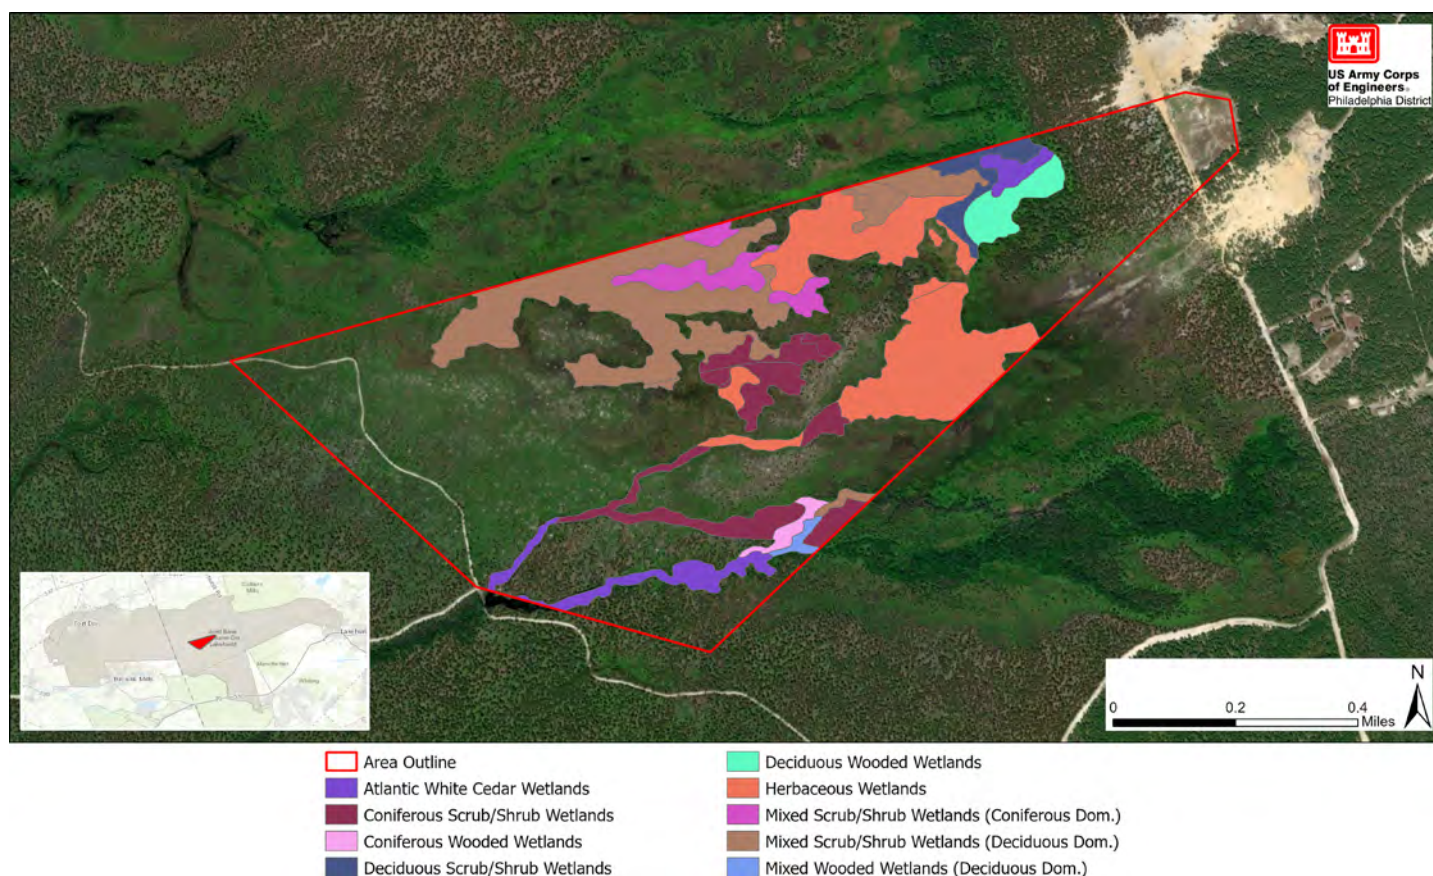 US Army Corps
of Engineers®
Philadelphia District
N
0 0.2 0.4
Miles
Manchester
Whiting
Area Outline
Atlantic White Cedar Wetlands
Coniferous Scrub/Shrub Wetlands
Coniferous Wooded Wetlands
Deciduous Scrub/Shrub Wetlands
Deciduous Wooded Wetlands
Herbaceous Wetlands
Mixed Scrub/Shrub Wetlands (Coniferous Dom.)
Mixed Scrub/Shrub Wetlands (Deciduous Dom.)
Mixed Wooded Wetlands (Deciduous Dom.)